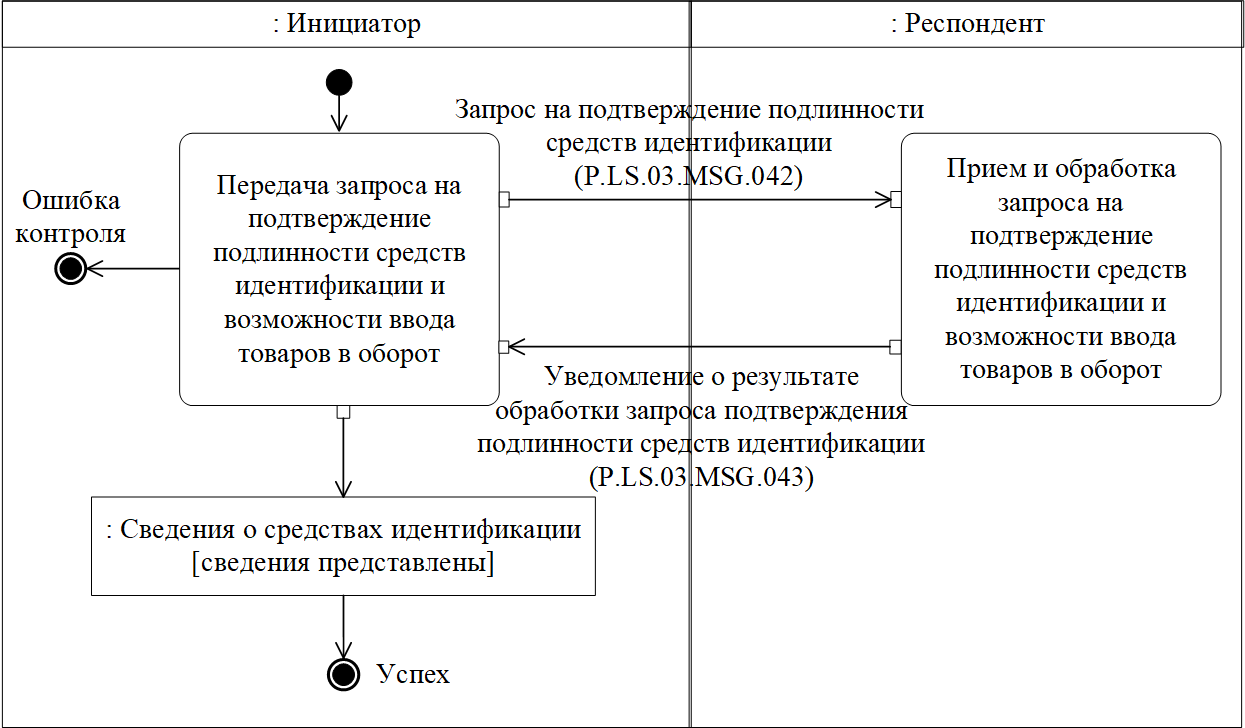 : Инициатор
: Респондент
Запрос на подтверждение подлинности
средств идентификации
(P.LS.03.MSG.042)
Передача запроса на
подтверждение
подлинности средств
идентификации и
возможности ввода
товаров в оборот
Прием и обработка
запроса на
подтверждение
подлинности средств
идентификации и
возможности ввода
товаров в оборот
Ошибка
контроля
Уведомление о результате
обработки запроса подтверждения
подлинности средств идентификации
(P.LS.03.MSG.043)
: Сведения о средствах идентификации
[сведения представлены]
Успех